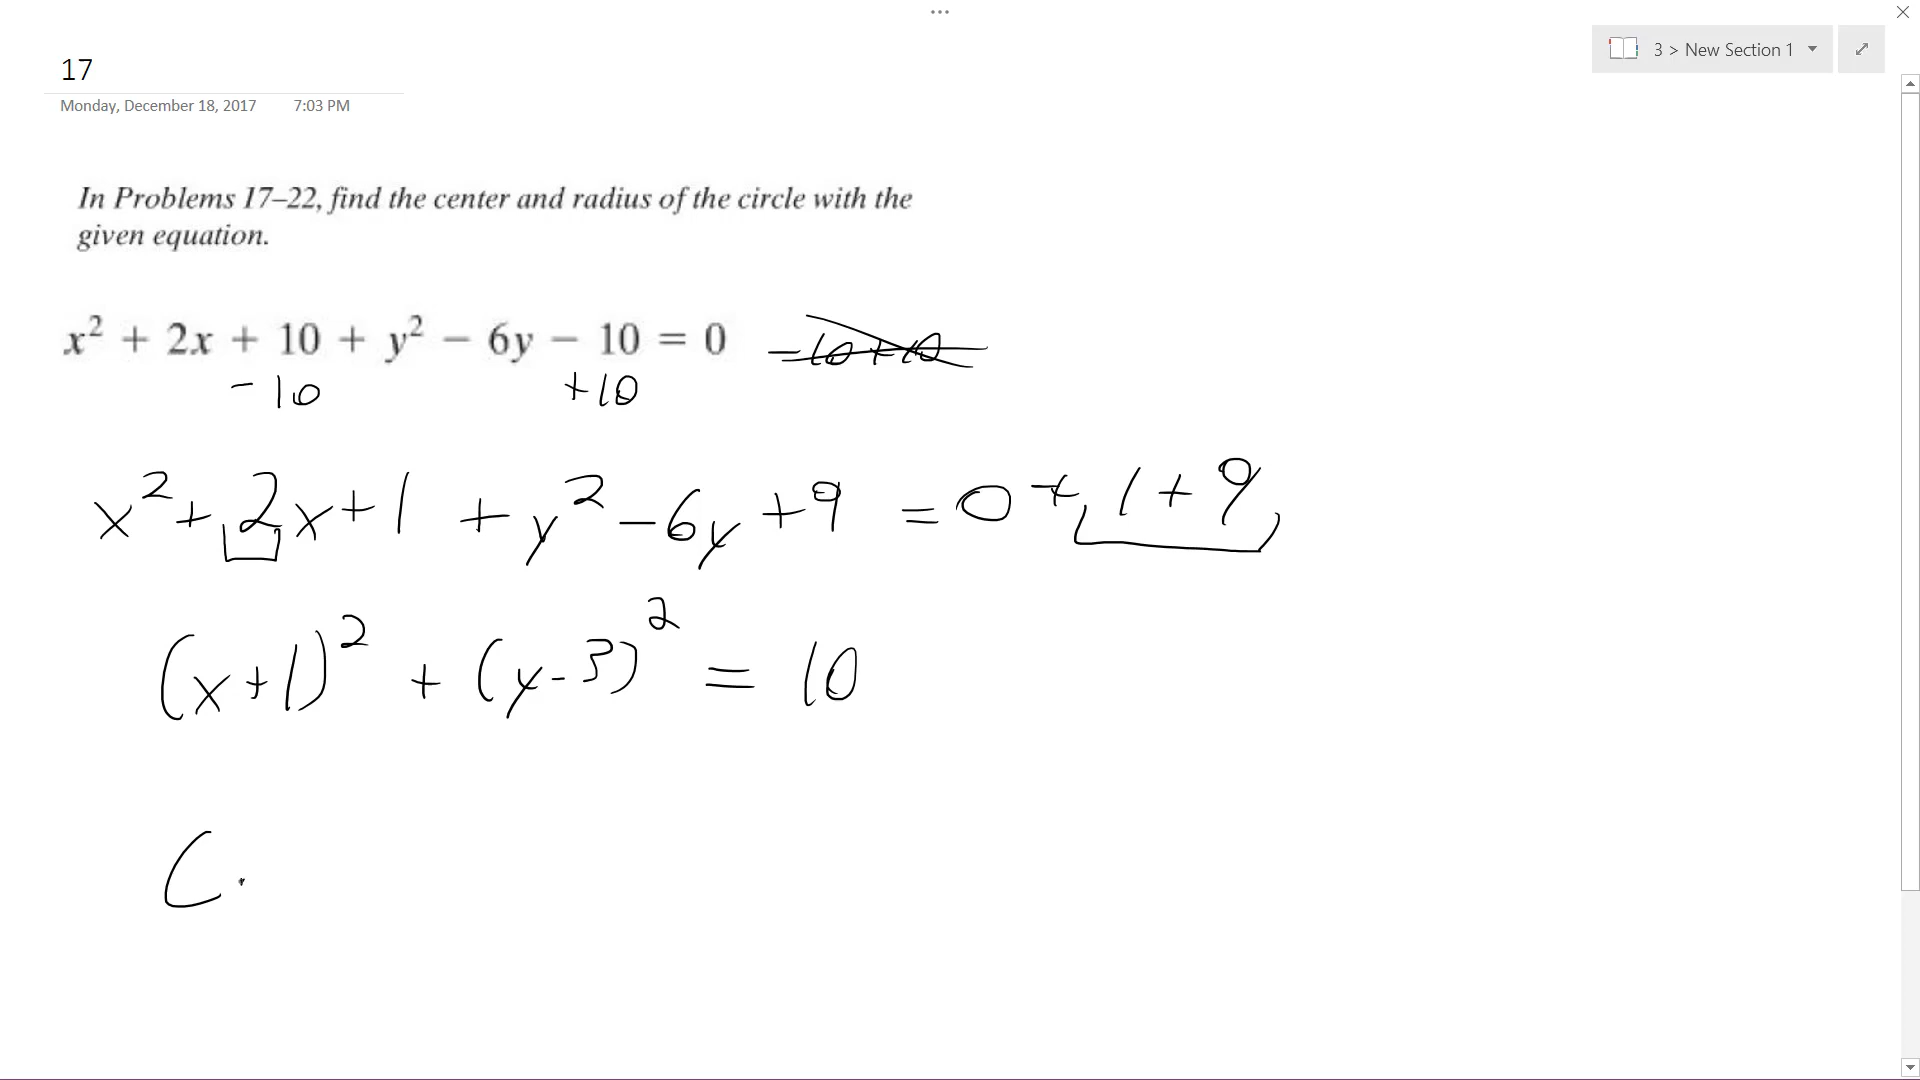 3 > New Section 1
17
Monday, December 18, 2017 7:03 PM
In Problems 17–22, find the center and radius of the circle with the
given equation.
x² + 2x + 10 + y² − 6y − 10 = 0 −10+10
−10 +10
x² + 2x + 1 + y² − 6y + 9 = 0 + 1 + 9
(x+1)² + (y−3)² = 10
C